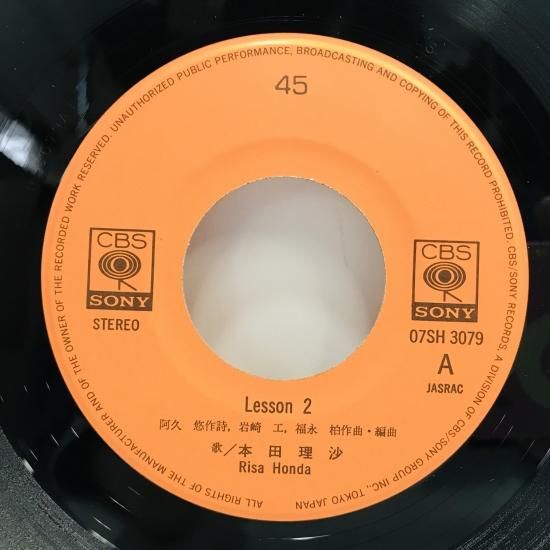 ALL RIGHTS OF THE MANUFACTURER AND OF THE OWNER OF THE RECORDED WORK RESERVED. UNAUTHORIZED PUBLIC PERFORMANCE, BROADCASTING AND COPYING OF THIS RECORD PROHIBITED. CBS/SONY RECORDS, A DIVISION OF CBS/SONY GROUP INC., TOKYO JAPAN
45
CBS
SONY
STEREO
CBS
SONY
07SH 3079
A
JASRAC
Lesson 2
阿久 悠作詩, 岩崎 工, 福永 柏作曲・編曲
歌／本田理沙
Risa Honda